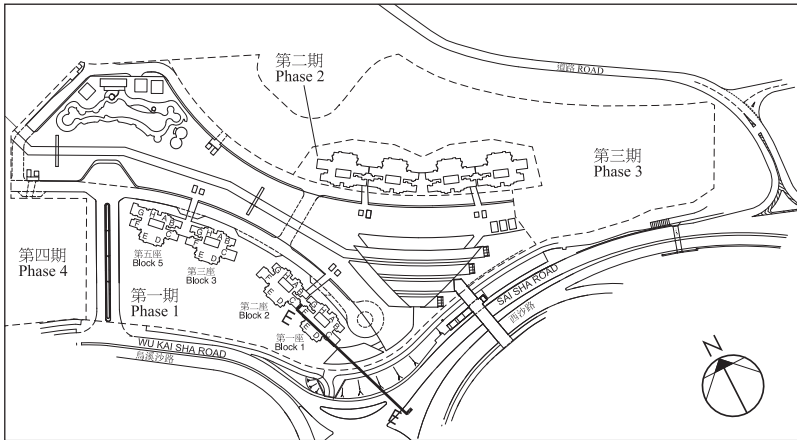 道路 ROAD
第二期
Phase 2
第三期
Phase 3
第四期
Phase 4
第一期
Phase 1
G H A B
F E D C
第五座
Block 5
G H A B
F E D C
第三座
Block 3
G H A B
F E D C
第二座
Block 2
G H A B
F E D C
第一座
Block 1
E
E
SAI SHA ROAD
西沙路
WU KAI SHA ROAD
烏溪沙路
N